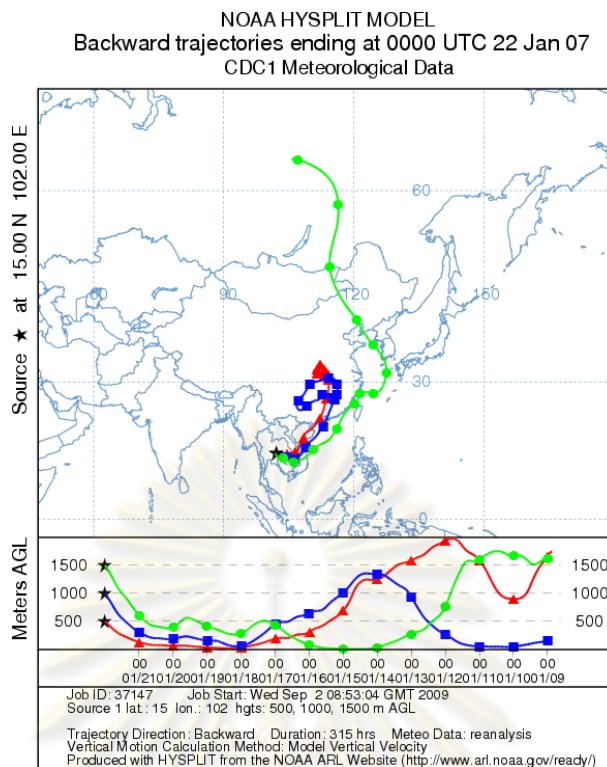 NOAA HYSPLIT MODEL
Backward trajectories ending at 0000 UTC 22 Jan 07
CDC1 Meteorological Data
Source ★ at 15.00 N 102.00 E
60
90
120
150
60
30
0
Meters AGL
1500
1000
500
1500
1000
500
00 00 00 00 00 00 00 00 00 00 00 00 00
01/21 01/20 01/19 01/18 01/17 01/16 01/15 01/14 01/13 01/12 01/11 01/10 01/09
Job ID: 37147 Job Start: Wed Sep 2 08:53:04 GMT 2009
Source 1 lat.: 15 lon.: 102 hgts: 500, 1000, 1500 m AGL
Trajectory Direction: Backward Duration: 315 hrs Meteo Data: reanalysis
Vertical Motion Calculation Method: Model Vertical Velocity
Produced with HYSPLIT from the NOAA ARL Website (http://www.arl.noaa.gov/ready/)